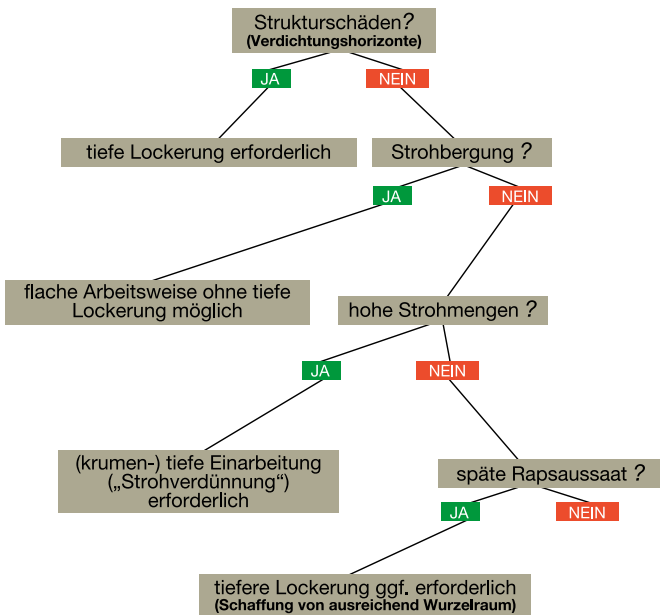 Strukturschäden?
(Verdichtungshorizonte)
JA
NEIN
tiefe Lockerung erforderlich
Strohbergung ?
JA
NEIN
flache Arbeitsweise ohne tiefe
Lockerung möglich
hohe Strohmengen ?
JA
NEIN
(krumen-) tiefe Einarbeitung
(„Strohverdünnung“)
erforderlich
späte Rapsaussaat ?
JA
NEIN
tiefere Lockerung ggf. erforderlich
(Schaffung von ausreichend Wurzelraum)